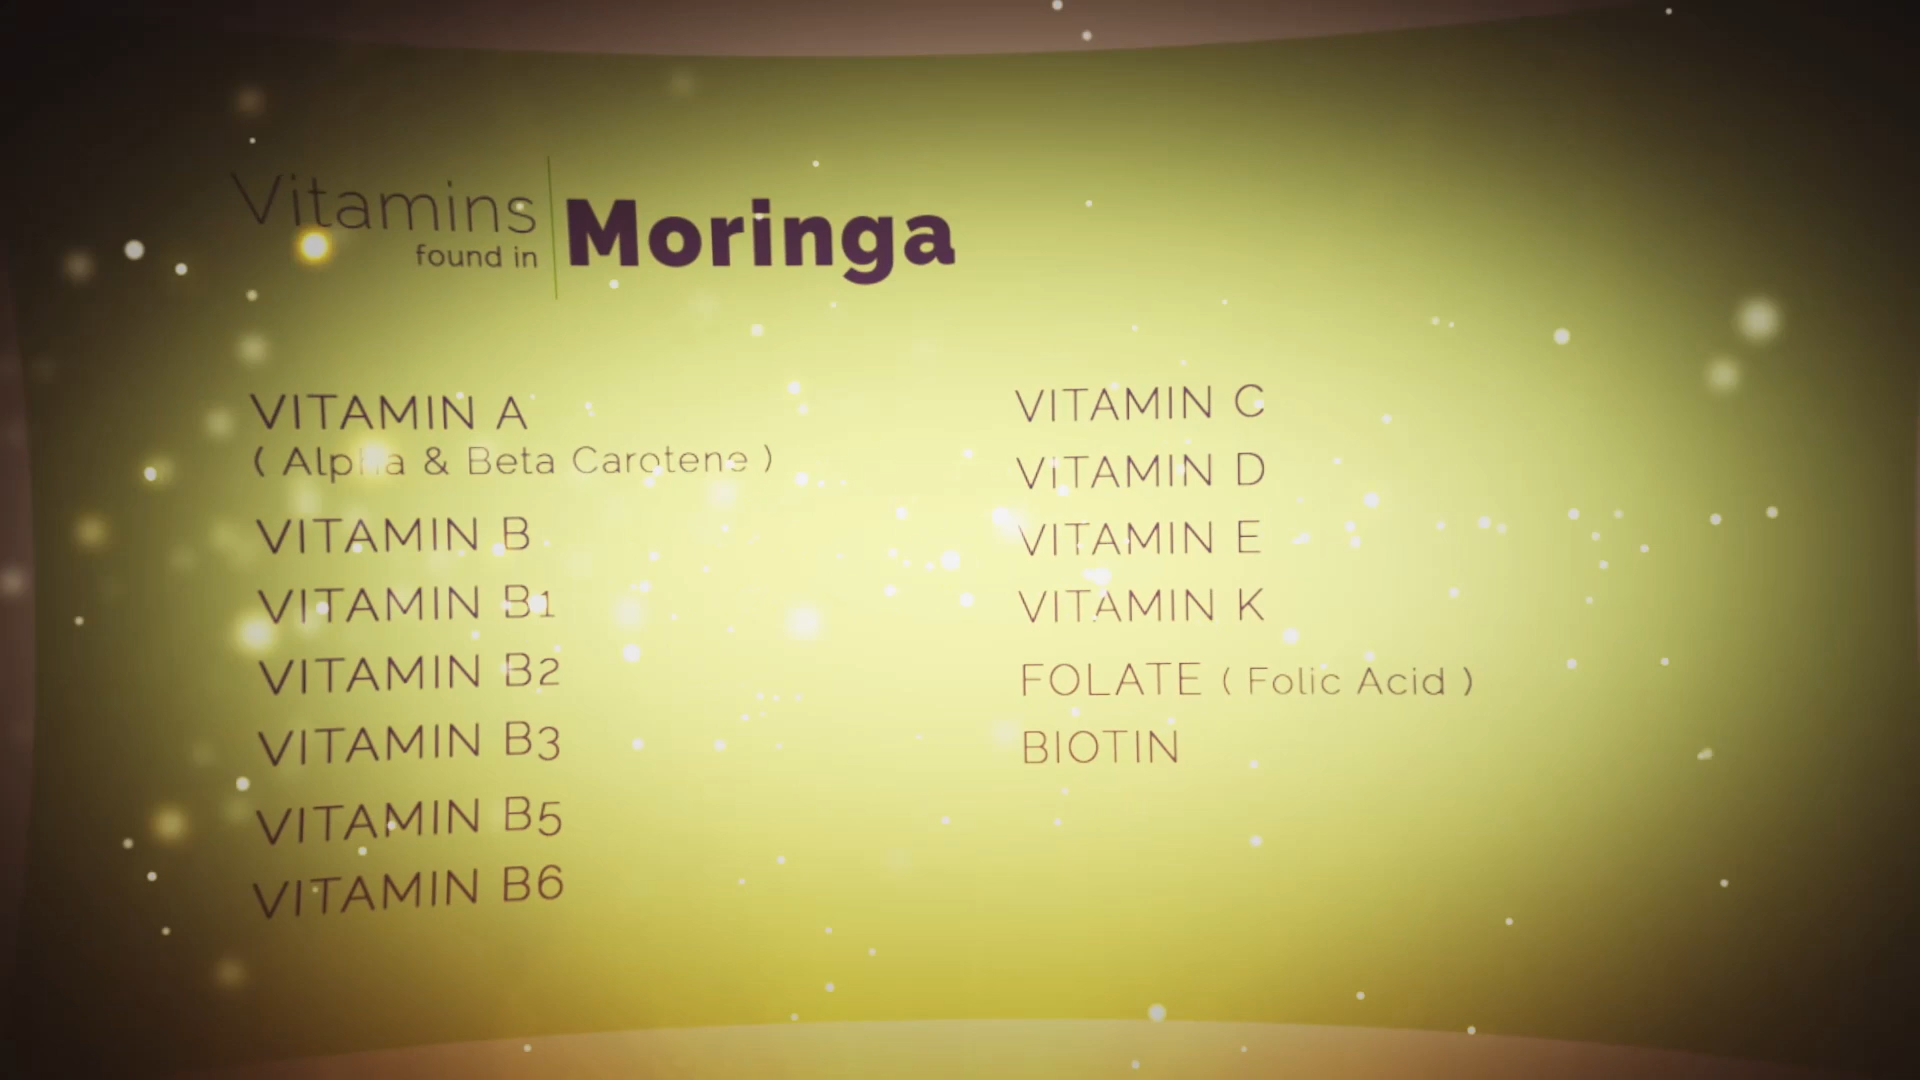 Vitamins
found in
Moringa
VITAMIN A
( Alpha & Beta Carotene )
VITAMIN B
VITAMIN B1
VITAMIN B2
VITAMIN B3
VITAMIN B5
VITAMIN B6
VITAMIN C
VITAMIN D
VITAMIN E
VITAMIN K
FOLATE ( Folic Acid )
BIOTIN